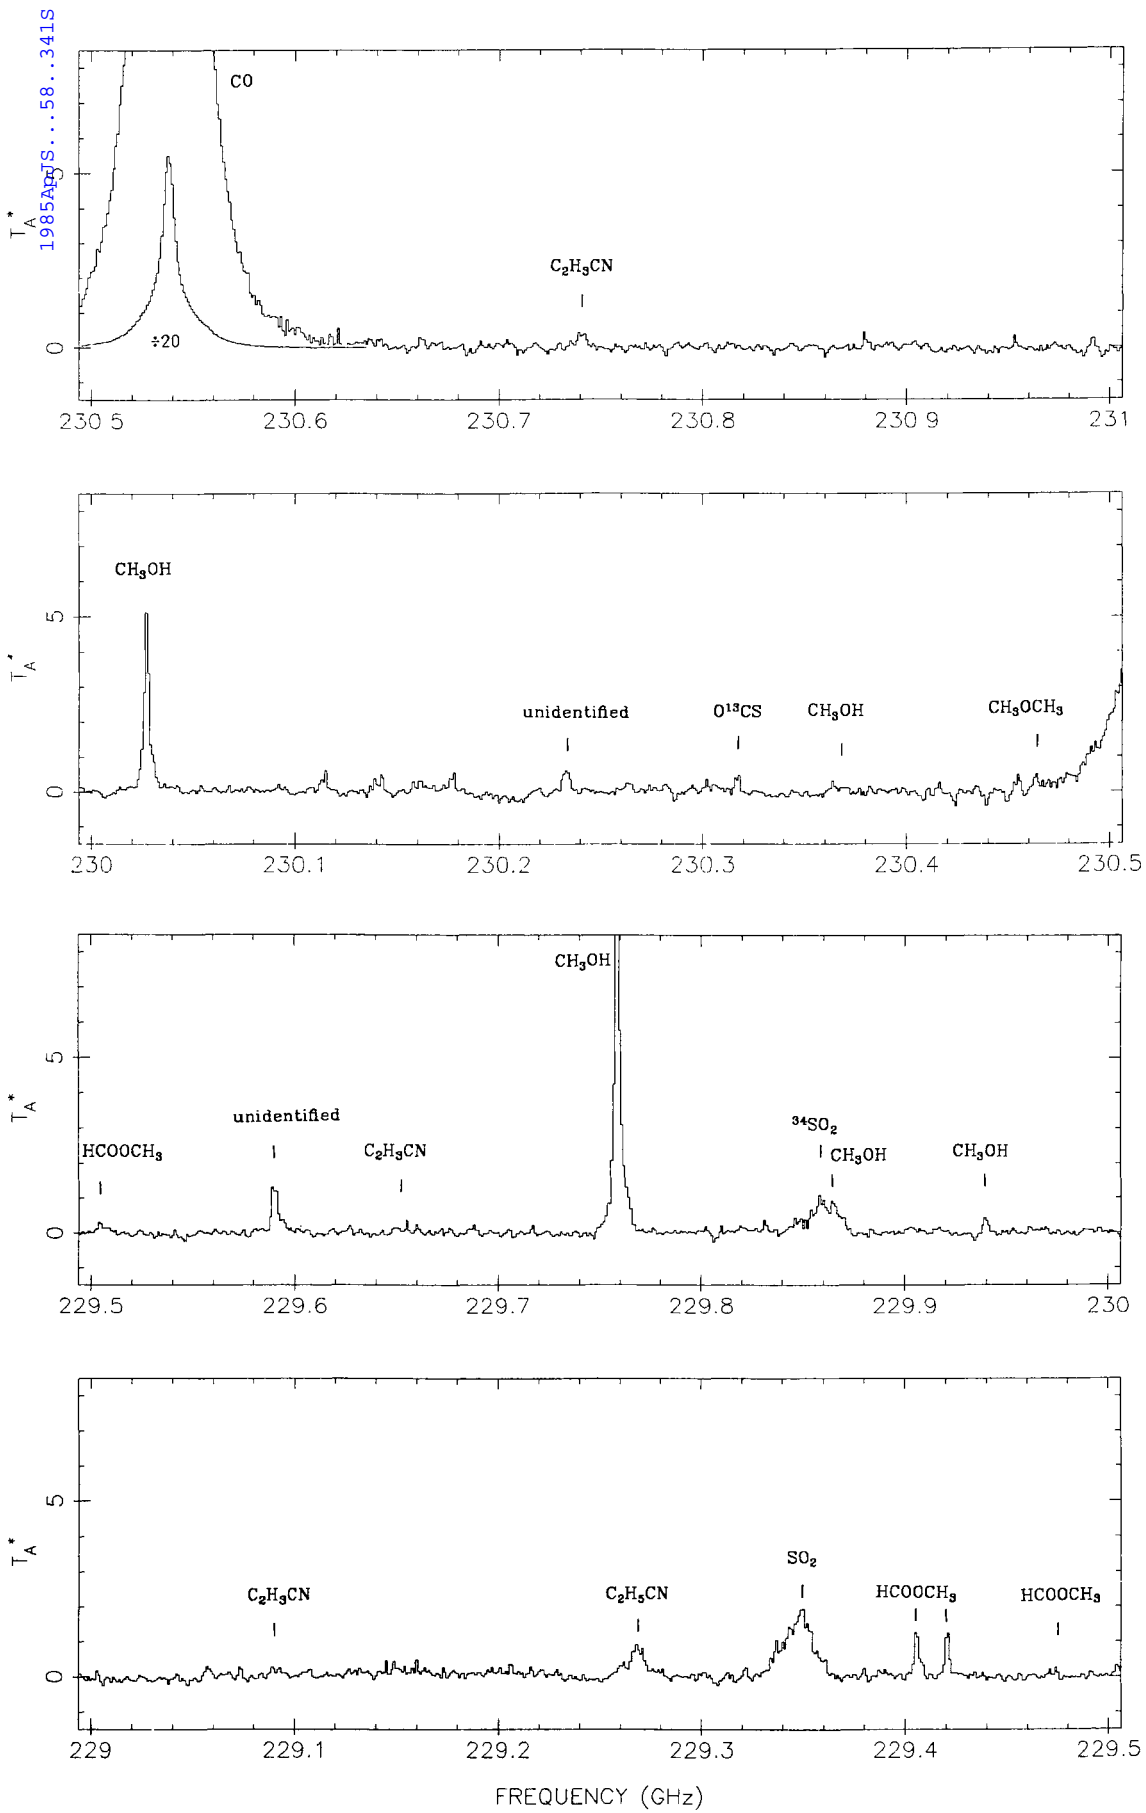 1985ApJS...58..341S
CO
5
T_A*
C₂H₃CN
÷20
0
230 5
230.6
230.7
230.8
230 9
231
CH₃OH
5
T_A*
unidentified
O¹³CS
CH₃OH
CH₃OCH₃
0
230
230.1
230.2
230.3
230.4
230.5
CH₃OH
5
T_A*
unidentified
³⁴SO₂
HCOOCH₃
C₂H₃CN
CH₃OH
CH₃OH
0
229.5
229.6
229.7
229.8
229.9
230
5
T_A*
SO₂
C₂H₃CN
C₂H₅CN
HCOOCH₃
HCOOCH₃
0
229
229.1
229.2
229.3
229.4
229.5
FREQUENCY (GHz)